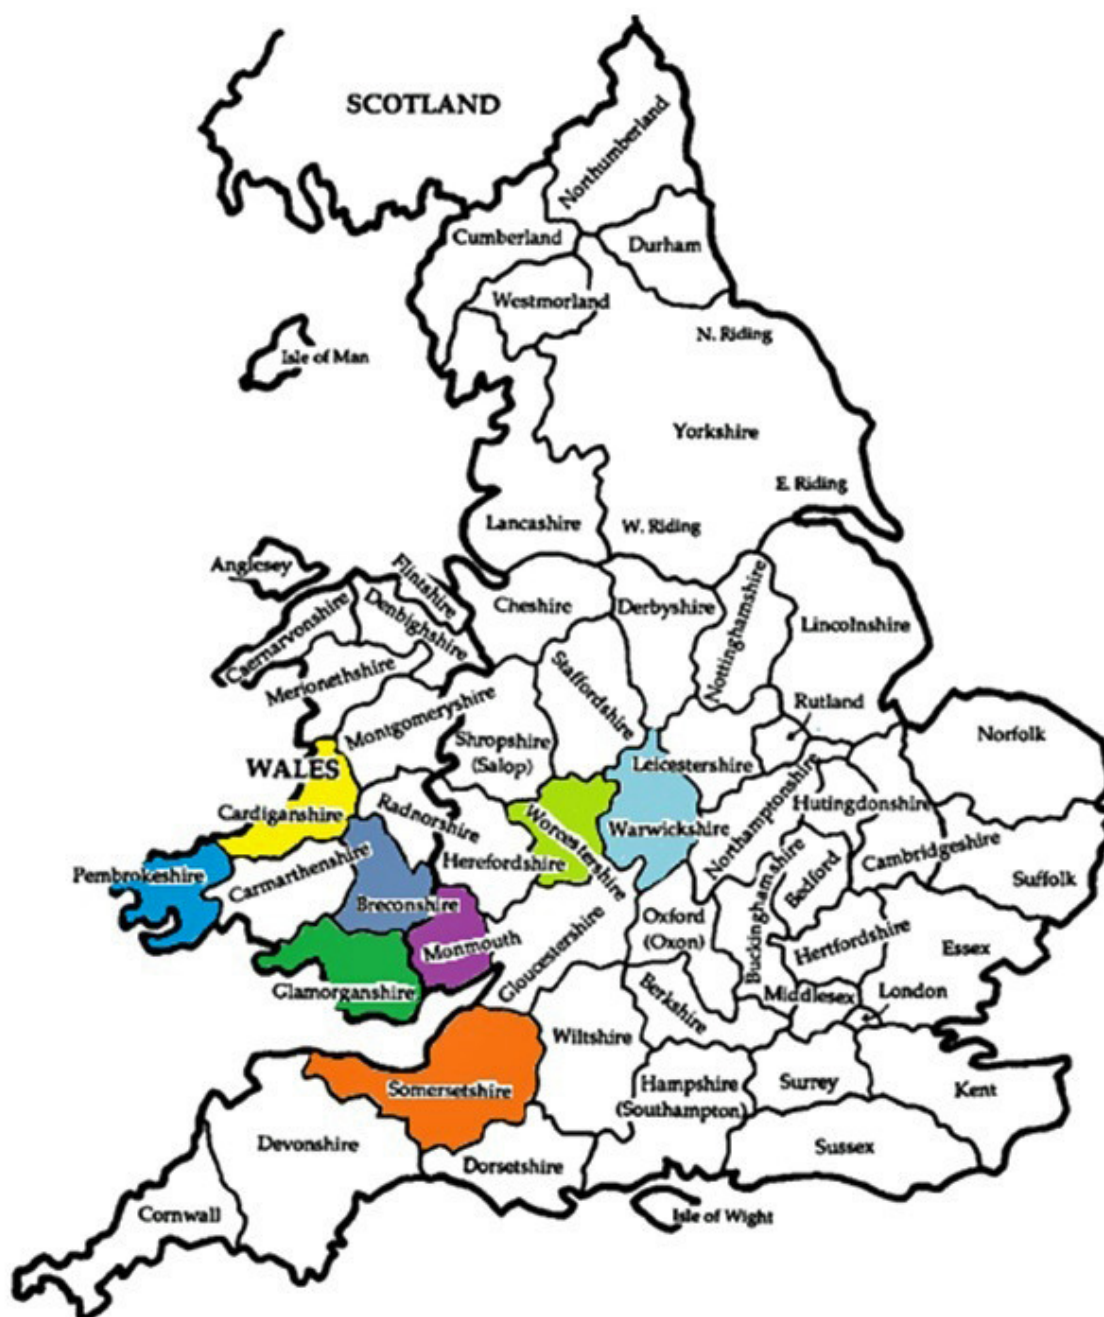 SCOTLAND
Northumberland
Cumberland
Durham
Westmorland
N. Riding
Isle of Man
Yorkshire
E. Riding
Lancashire
W. Riding
Anglesey
Flintshire
Caernarvonshire
Denbighshire
Cheshire
Derbyshire
Nottinghamshire
Lincolnshire
Merionethshire
Staffordshire
Montgomeryshire
Rutland
Shropshire
(Salop)
Norfolk
WALES
Leicestershire
Cardiganshire
Radnorshire
Worcestershire
Warwickshire
Northamptonshire
Hutingdonshire
Herefordshire
Cambridgeshire
Pembrokeshire
Carmarthenshire
Bedford
Suffolk
Breconshire
Buckinghamshire
Oxford
(Oxon)
Hertfordshire
Essex
Monmouth
Gloucestershire
Glamorganshire
Berkshire
Middlesex
London
Wiltshire
Somersetshire
Hampshire
(Southampton)
Surrey
Kent
Devonshire
Dorsetshire
Sussex
Cornwall
Isle of Wight